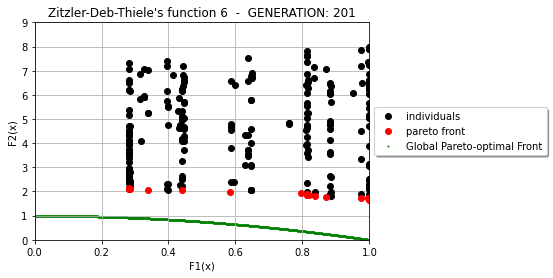 Zitzler-Deb-Thiele's function 6 - GENERATION: 201
9
8
7
6
5
4
3
2
1
0
F2(x)
0.0 0.2 0.4 0.6 0.8 1.0
F1(x)
individuals
pareto front
Global Pareto-optimal Front